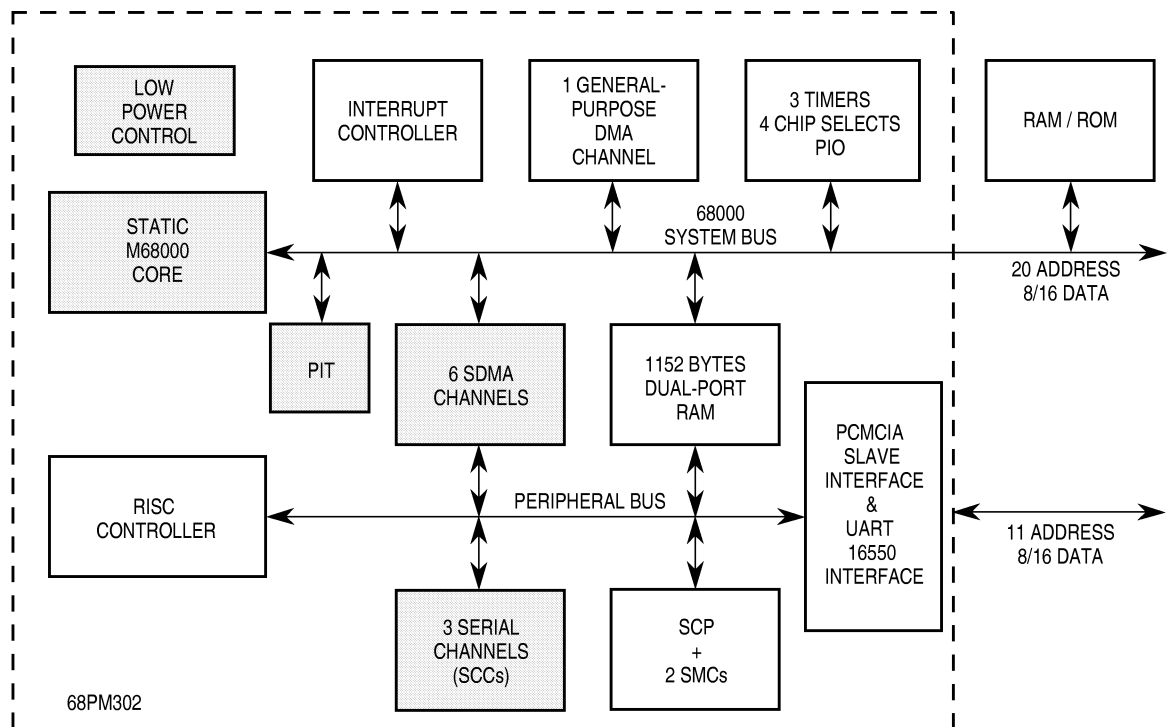 LOW
POWER
CONTROL
INTERRUPT
CONTROLLER
1 GENERAL-
PURPOSE
DMA
CHANNEL
3 TIMERS
4 CHIP SELECTS
PIO
RAM / ROM
STATIC
M68000
CORE
68000
SYSTEM BUS
20 ADDRESS
8/16 DATA
PIT
6 SDMA
CHANNELS
1152 BYTES
DUAL-PORT
RAM
PCMCIA
SLAVE
INTERFACE
&
UART
16550
INTERFACE
RISC
CONTROLLER
PERIPHERAL BUS
11 ADDRESS
8/16 DATA
3 SERIAL
CHANNELS
(SCCs)
SCP
+
2 SMCs
68PM302